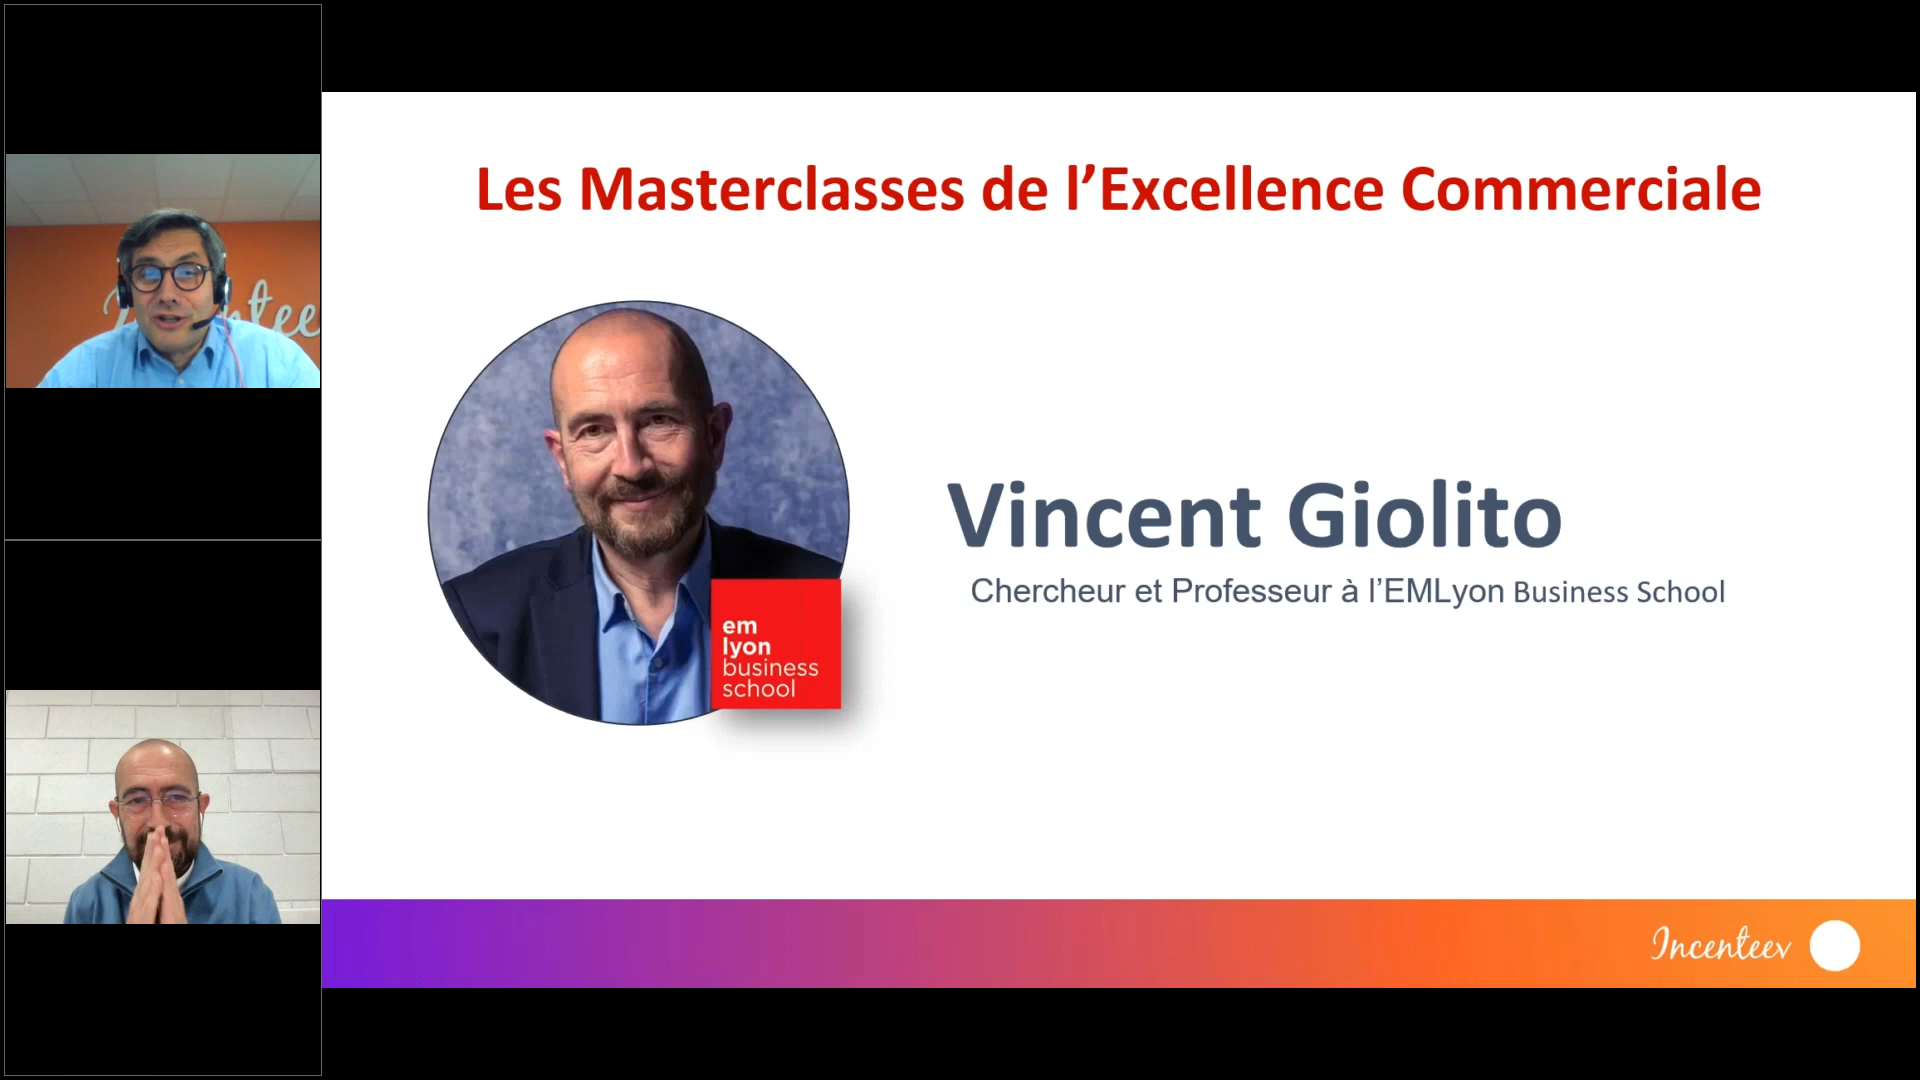 Les Masterclasses de l’Excellence Commerciale
Vincent Giolito
Chercheur et Professeur à l’EMLyon Business School
em
lyon
business
school
Incenteev